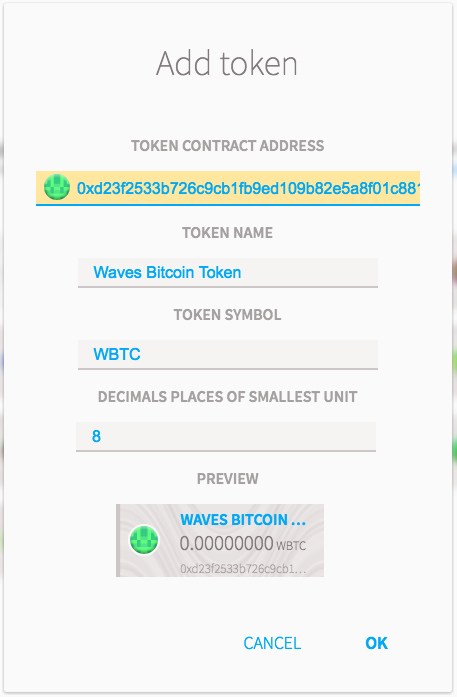 Add token
TOKEN CONTRACT ADDRESS
0xd23f2533b726c9cb1fb9ed109b82e5a8f01c881
TOKEN NAME
Waves Bitcoin Token
TOKEN SYMBOL
WBTC
DECIMALS PLACES OF SMALLEST UNIT
8
PREVIEW
WAVES BITCOIN ...
0.00000000 WBTC
0xd23f2533b726c9cb1...
CANCEL OK